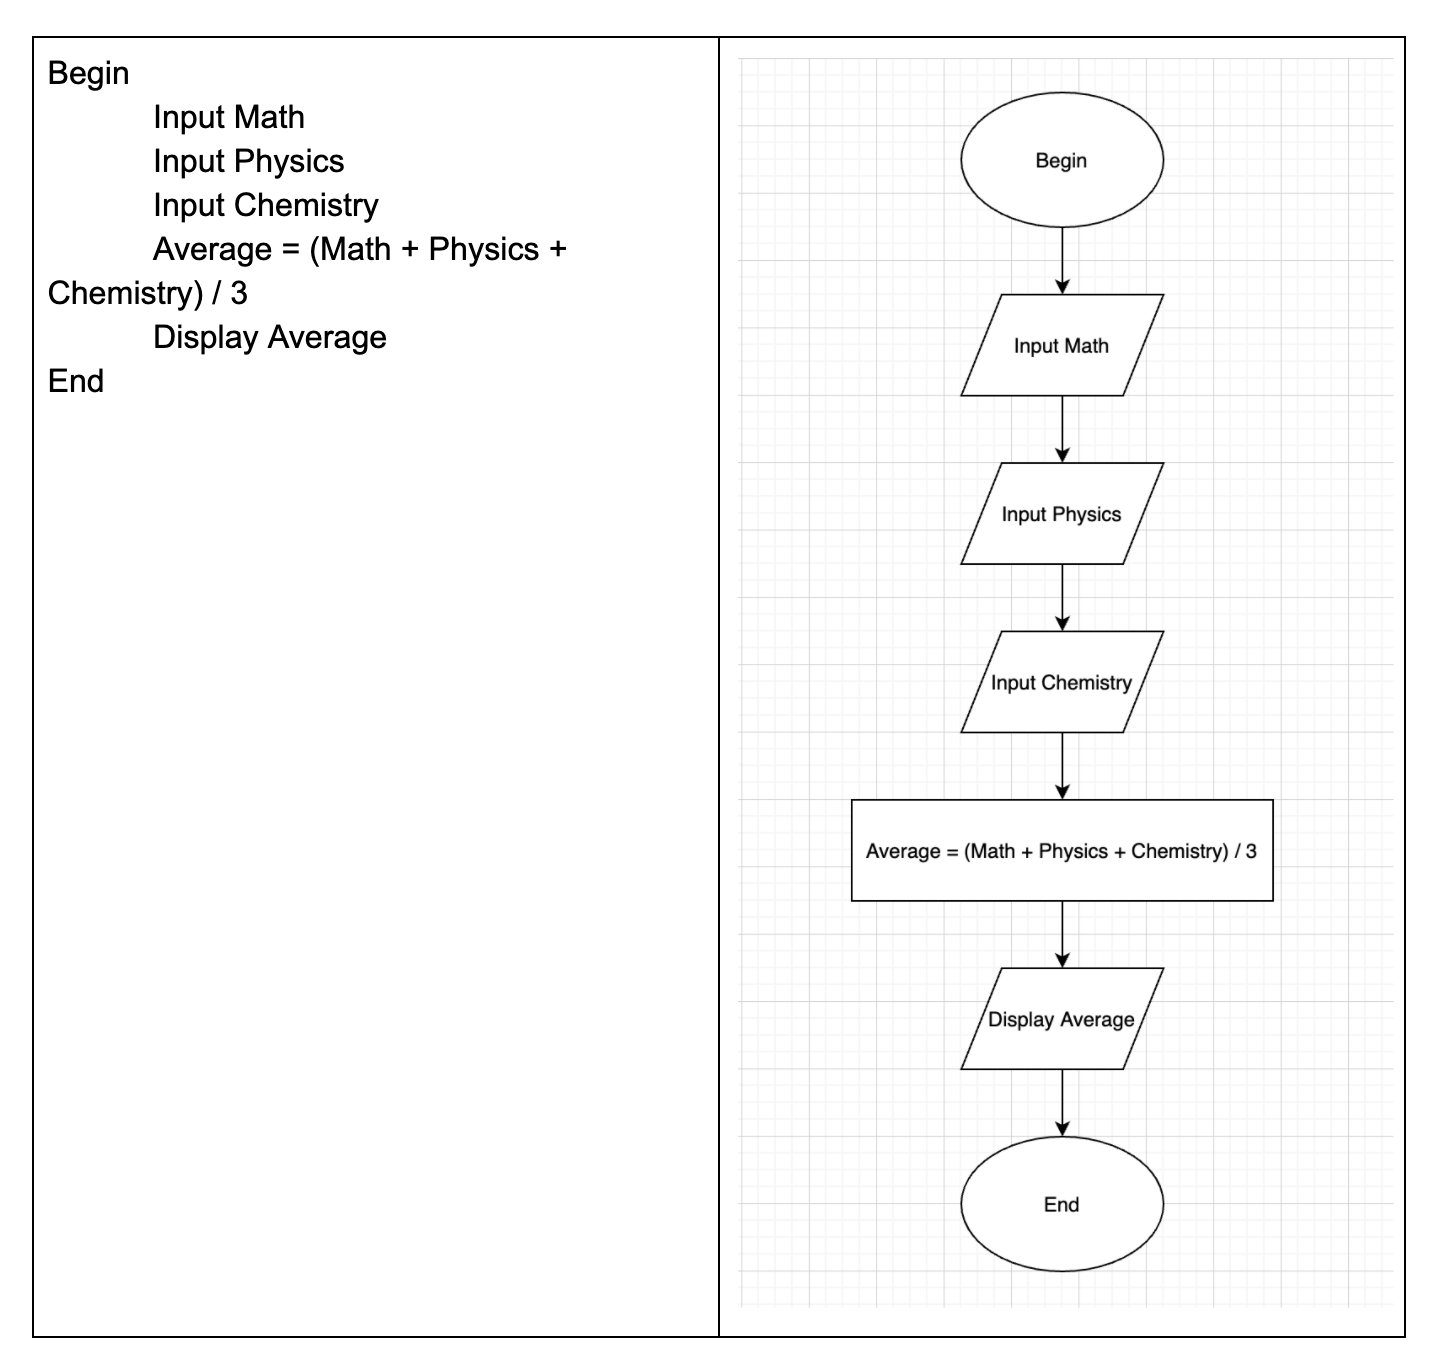 Begin
Input Math
Input Physics
Input Chemistry
Average = (Math + Physics +
Chemistry) / 3
Display Average
End
Begin
Input Math
Input Physics
Input Chemistry
Average = (Math + Physics + Chemistry) / 3
Display Average
End